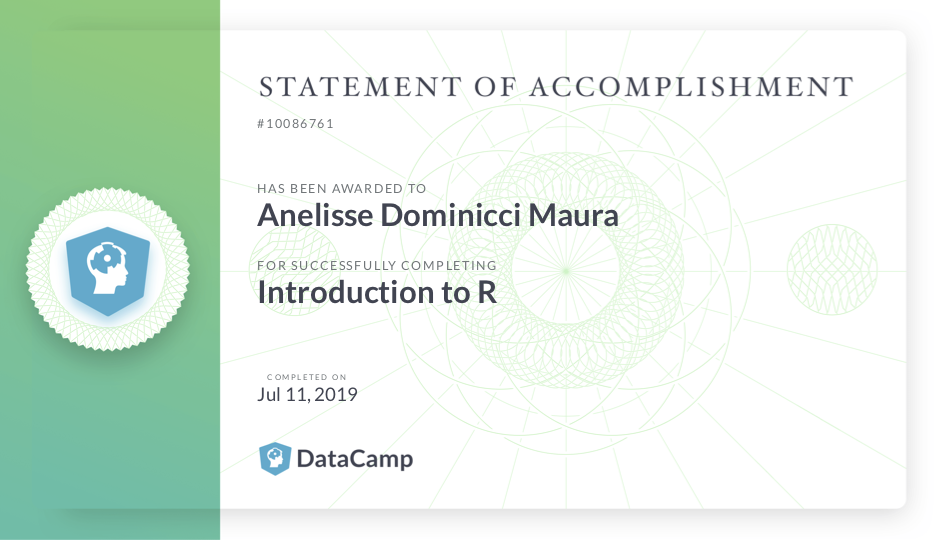 STATEMENT OF ACCOMPLISHMENT
#10086761
HAS BEEN AWARDED TO
Anelisse Dominicci Maura
FOR SUCCESSFULLY COMPLETING
Introduction to R
COMPLETED ON
Jul 11, 2019
DataCamp